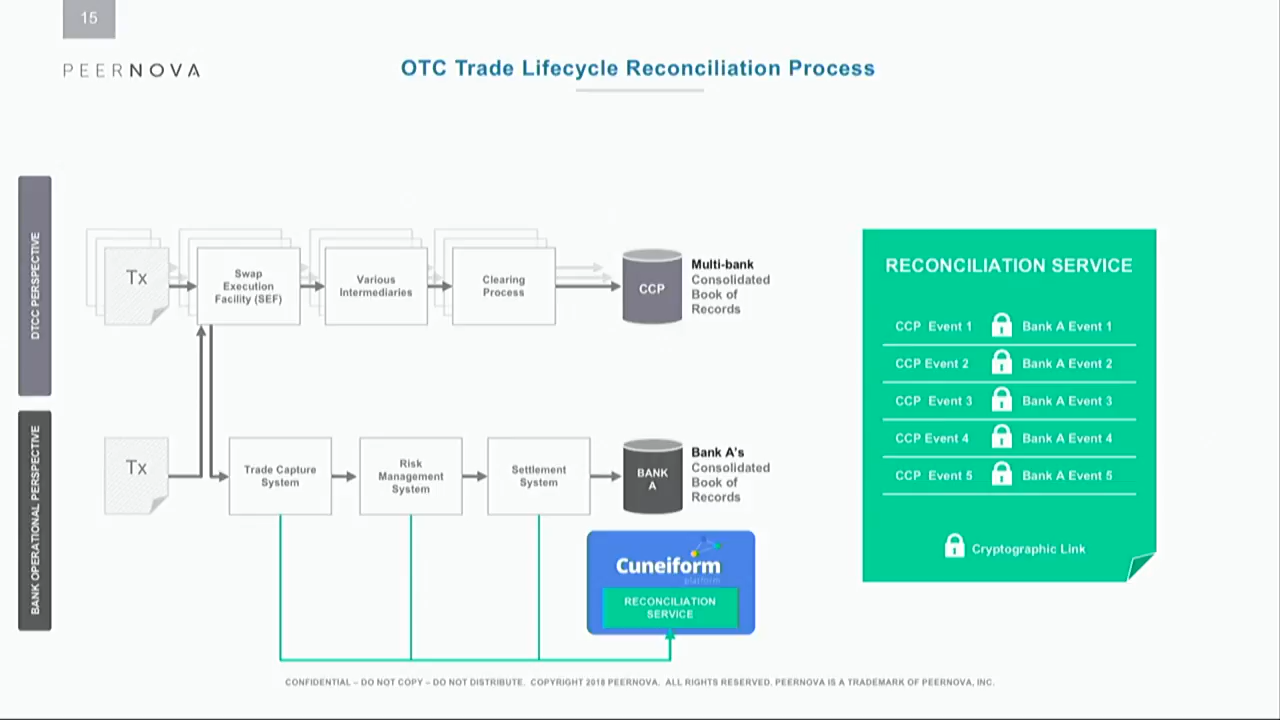 15
PEERNOVA
OTC Trade Lifecycle Reconciliation Process
DTCC PERSPECTIVE
Tx
Swap
Execution
Facility (SEF)
Various
Intermediaries
Clearing
Process
CCP
Multi-bank
Consolidated
Book of
Records
BANK OPERATIONAL PERSPECTIVE
Tx
Trade Capture
System
Risk
Management
System
Settlement
System
BANK
A
Bank A's
Consolidated
Book of
Records
Cuneiform
platform
RECONCILIATION
SERVICE
RECONCILIATION SERVICE
CCP Event 1 Bank A Event 1
CCP Event 2 Bank A Event 2
CCP Event 3 Bank A Event 3
CCP Event 4 Bank A Event 4
CCP Event 5 Bank A Event 5
Cryptographic Link
CONFIDENTIAL – DO NOT COPY – DO NOT DISTRIBUTE. COPYRIGHT 2018 PEERNOVA. ALL RIGHTS RESERVED. PEERNOVA IS A TRADEMARK OF PEERNOVA, INC.